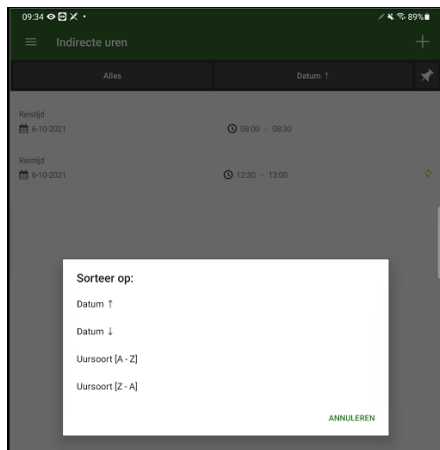 09:34
89%
Indirecte uren
Alles
Datum ↑
Reistijd
6-10-2021
08:00 - 08:30
Reistijd
6-10-2021
12:30 - 13:00
Sorteer op:
Datum ↑
Datum ↓
Uursoort [A - Z]
Uursoort [Z - A]
ANNULEREN